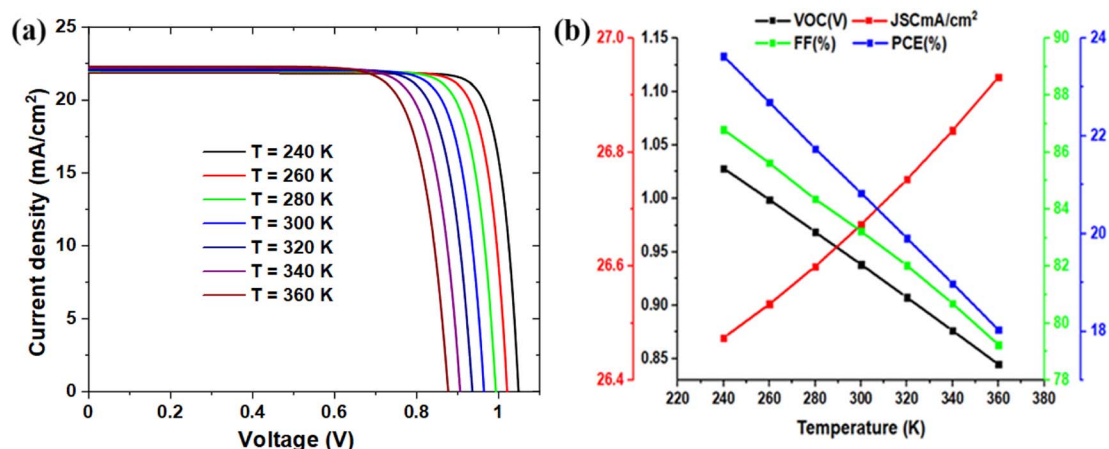 (a)
25
20
15
10
5
0
Current density (mA/cm²)
T = 240 K
T = 260 K
T = 280 K
T = 300 K
T = 320 K
T = 340 K
T = 360 K
0 0.2 0.4 0.6 0.8 1
Voltage (V)
(b)
VOC(V) JSCmA/cm²
FF(%) PCE(%)
27.0
26.8
26.6
26.4
1.15
1.10
1.05
1.00
0.95
0.90
0.85
90
88
86
84
82
80
78
24
22
20
18
220 240 260 280 300 320 340 360 380
Temperature (K)